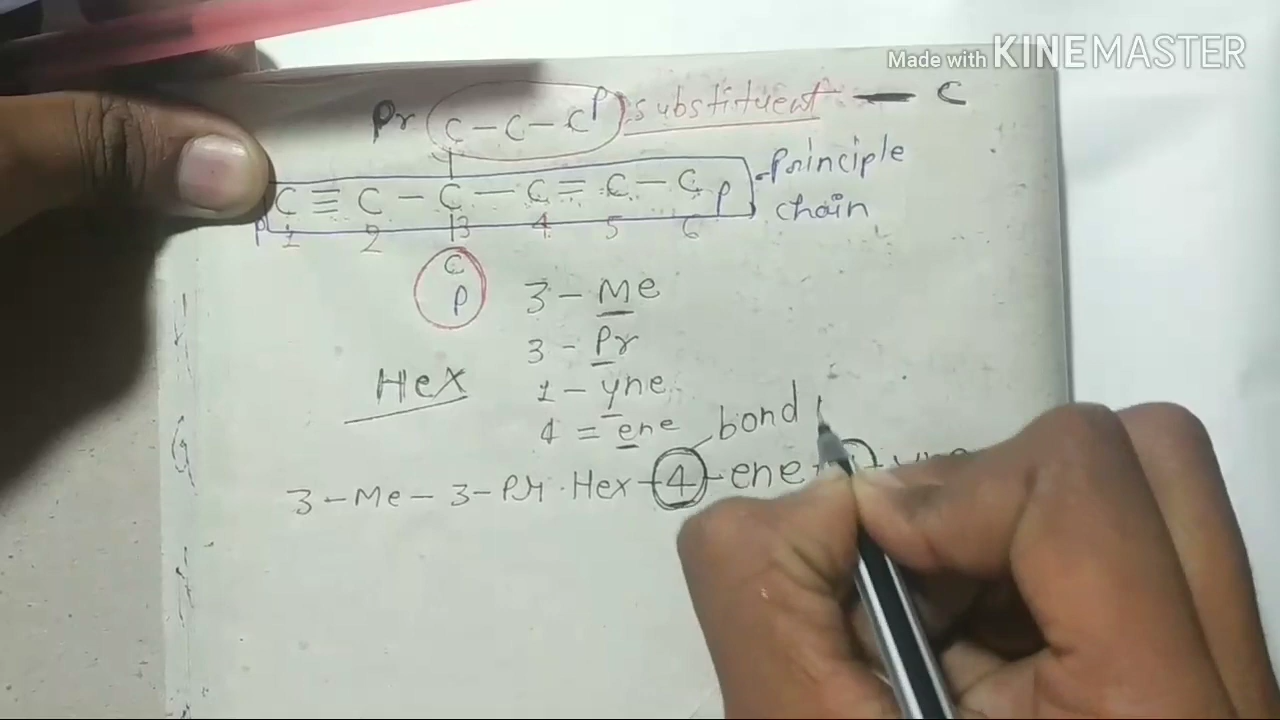 Made with KINEMASTER
Pr C - C - C P substituent - C
C ≡ C - C - C = C - C P Principle
P 1 2 3 4 5 6 chain
C
P 3 - Me
3 - Pr
Hex 1 - yne
4 = ene bond
3 - Me - 3 - Pr . Hex - 4 - ene